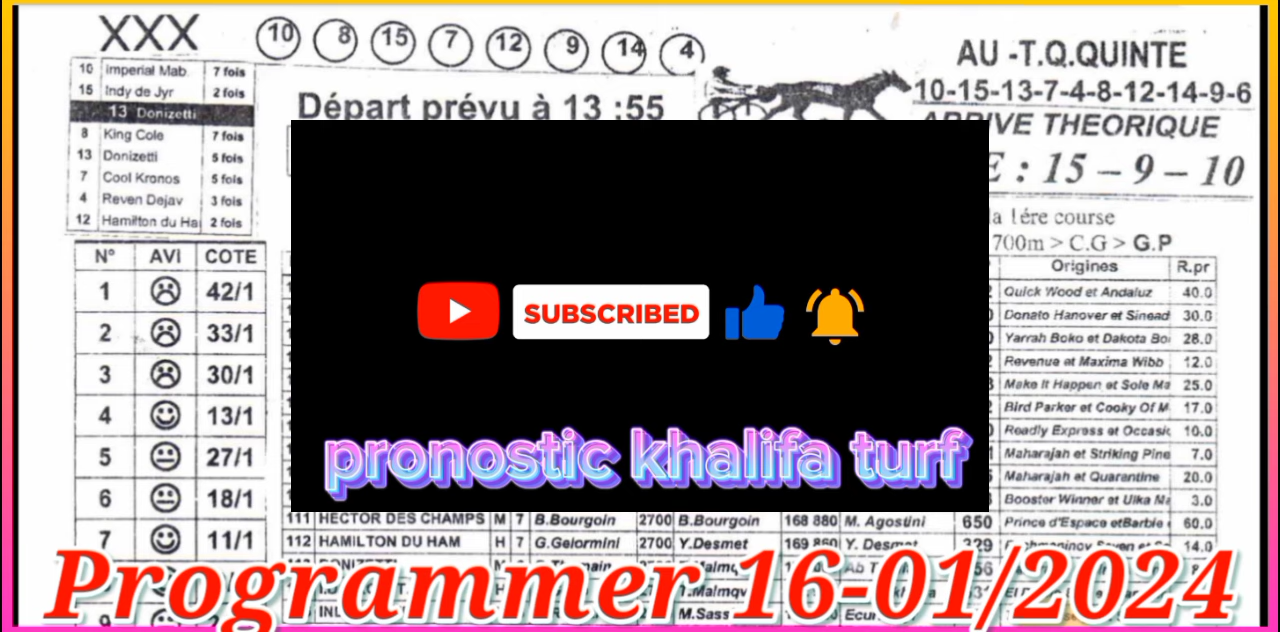 XXX
10 8 15 7 12 9 14 4
AU -T.Q.QUINTE
10-15-13-7-4-8-12-14-9-6
10 Imperial Mab 7 fois
15 Indy de Jyr 2 fois
13 Donizetti
8 King Cole 7 fois
13 Donizetti 5 fois
7 Cool Kronos 5 fois
4 Reven Dejav 3 fois
12 Hamilton du Ha 2 fois
Départ prévu à 13 :55
THEORIQUE
: 15 – 9 – 10
a 1ére course
700m > C.G > G.P
N° AVI COTE
1 42/1
2 33/1
3 30/1
4 13/1
5 27/1
6 18/1
7 11/1
Origines R.pr
Quick Wood et Andaluz 40.0
Donato Hanover et Sinead 30.0
Yarrah Boko et Dakota Bo 28.0
Revenue et Maxima Wibb 12.0
Make It Happen et Sole Ma 25.0
Bird Parker et Cooky Of M 17.0
Readly Express et Occasi 10.0
Maharajah et Striking Pine 7.0
Maharajah et Quarantine 20.0
Booster Winner et Ulka Ma 3.0
SUBSCRIBED
pronostic khalifa turf
111 HECTOR DES CHAMPS M 7 B.Bourgoin 2700 B.Bourgoin 168 880 M. Agostini 650 Prince d'Espace etBarbie 60.0
112 HAMILTON DU HAM H 7 G.Gelormini 2700 Y.Desmet 169 860 Y. Desmet 329 14.0
M.Sass
Programmer 16-01/2024